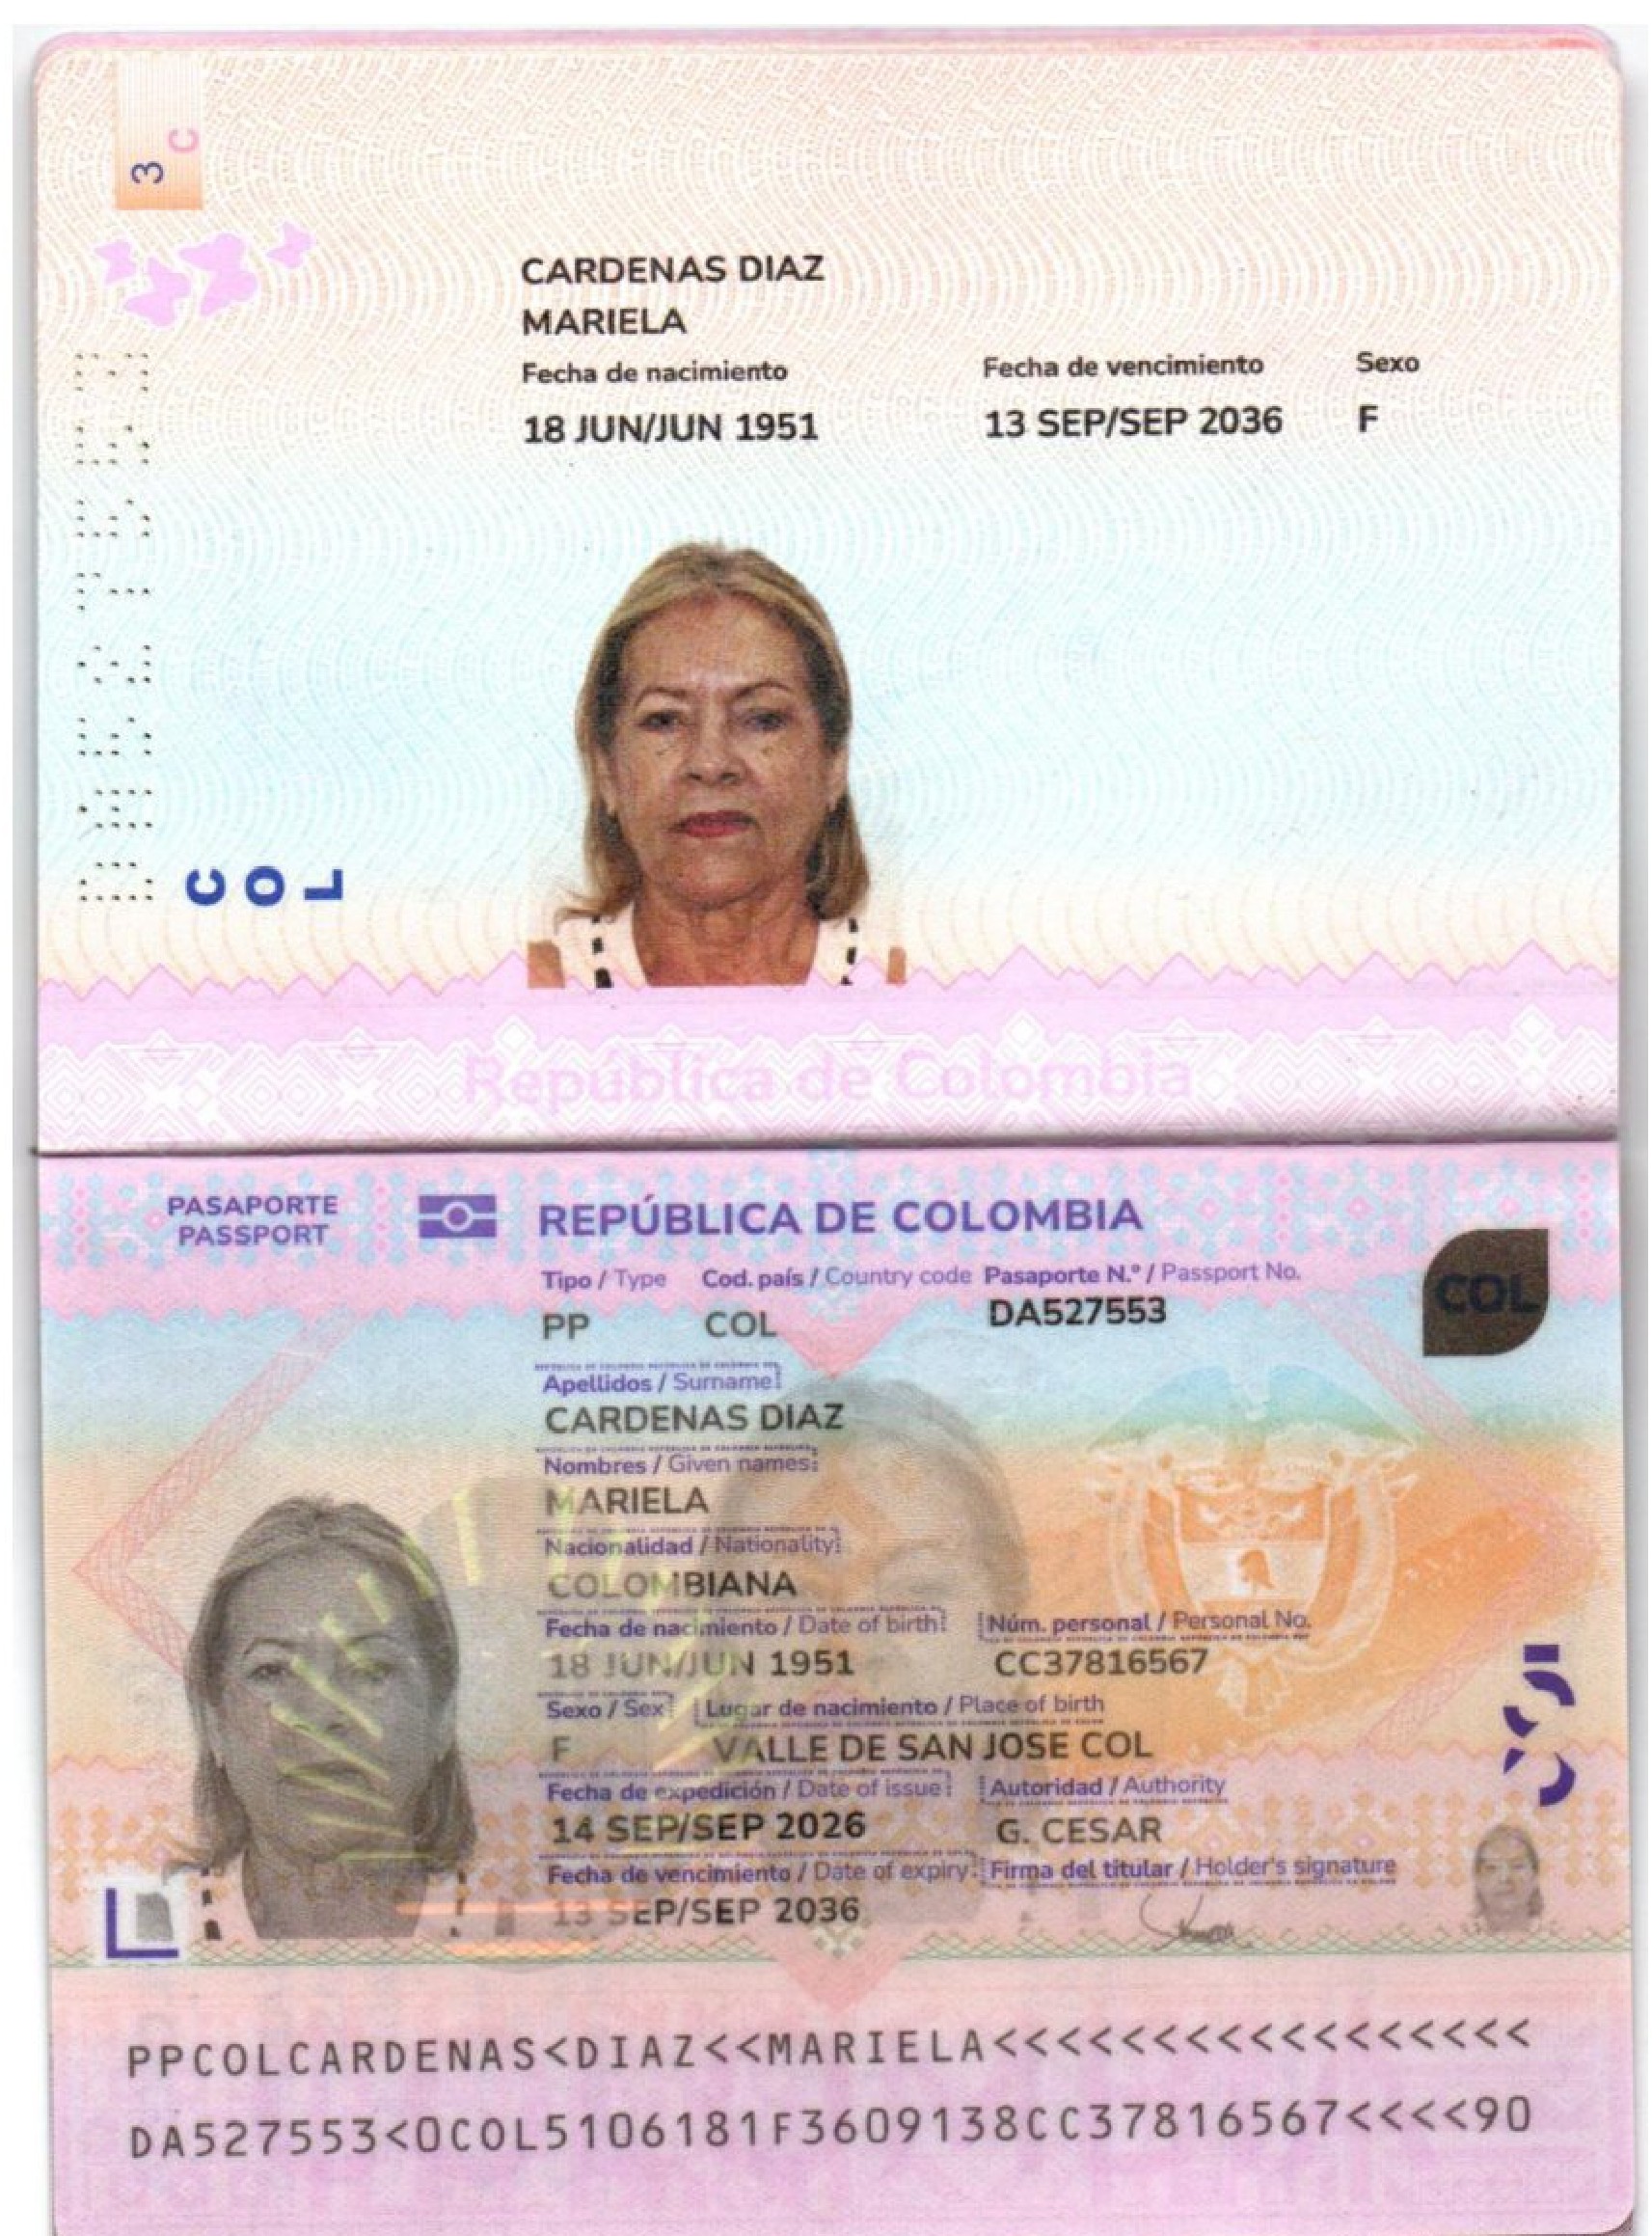 3 C
CARDENAS DIAZ
MARIELA
Fecha de nacimiento Fecha de vencimiento Sexo
18 JUN/JUN 1951 13 SEP/SEP 2036 F
COL
República de Colombia
PASAPORTE
PASSPORT
REPÚBLICA DE COLOMBIA
Tipo / Type Cod. país / Country code Pasaporte N.º / Passport No.
PP COL DA527553
COL
Apellidos / Surname
CARDENAS DIAZ
Nombres / Given names
MARIELA
Nacionalidad / Nationality
COLOMBIANA
Fecha de nacimiento / Date of birth Núm. personal / Personal No.
18 JUN/JUN 1951 CC37816567
Sexo / Sex Lugar de nacimiento / Place of birth
F VALLE DE SAN JOSE COL
Fecha de expedición / Date of issue Autoridad / Authority
14 SEP/SEP 2026 G. CESAR
Fecha de vencimiento / Date of expiry Firma del titular / Holder's signature
13 SEP/SEP 2036
PPCOLCARDENAS<DIAZ<<MARIELA<<<<<<<<<<<<<<<<<
DA527553<0COL5106181F3609138CC37816567<<<<90